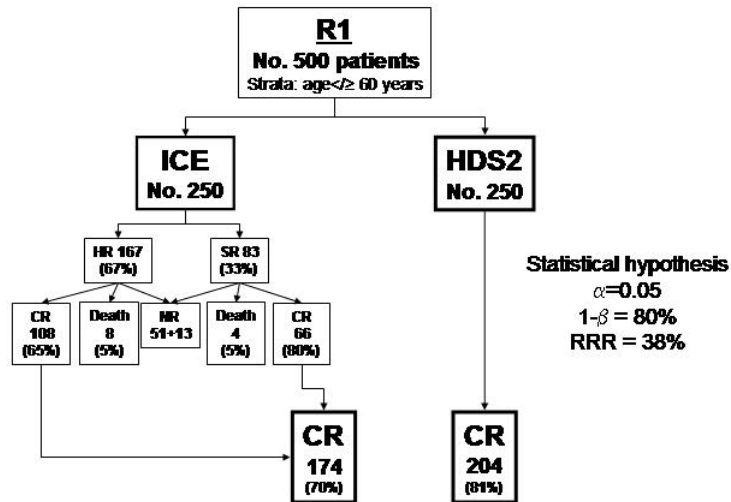 R1
No. 500 patients
Strata: age</≥ 60 years
ICE
No. 250
HDS2
No. 250
HR 167
(67%)
SR 83
(33%)
CR
108
(65%)
Death
8
(5%)
NR
51+13
Death
4
(5%)
CR
66
(80%)
Statistical hypothesis
α=0.05
1-β = 80%
RRR = 38%
CR
174
(70%)
CR
204
(81%)